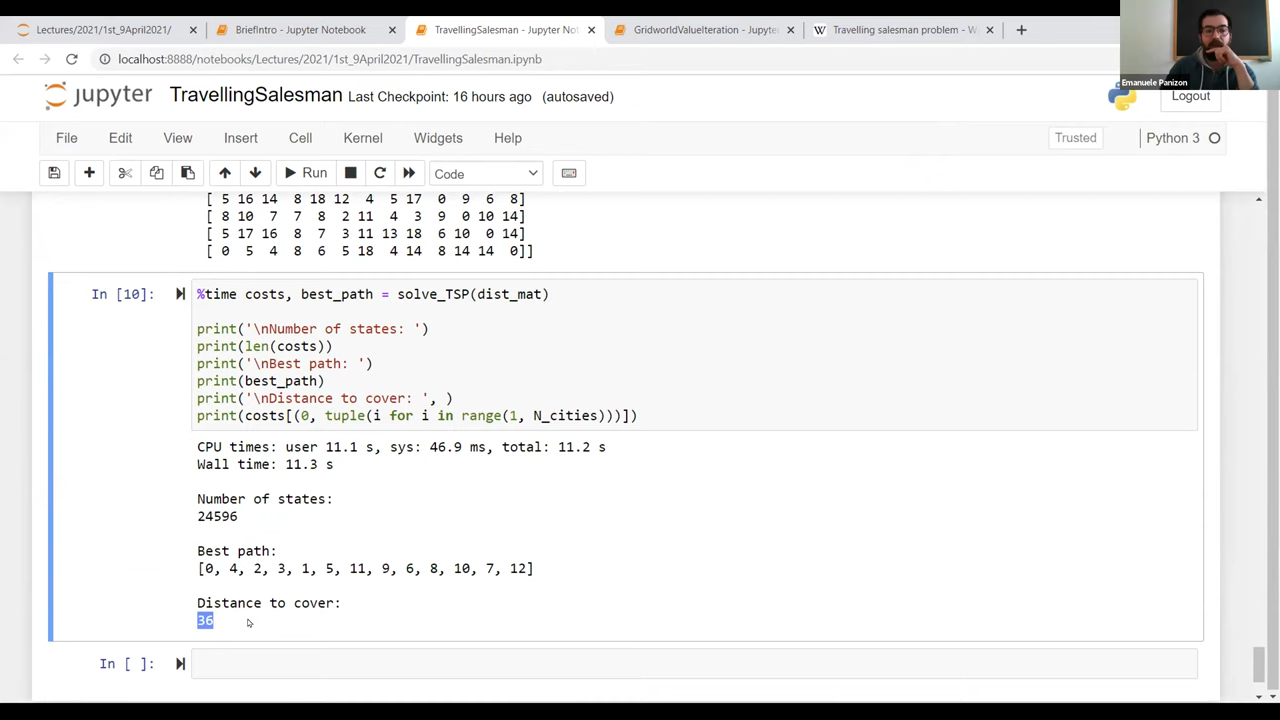 Lectures/2021/1st_9April2021/
BriefIntro - Jupyter Notebook
TravellingSalesman - Jupyter Not
GridworldValueIteration - Jupyte
Travelling salesman problem - W
localhost:8888/notebooks/Lectures/2021/1st_9April2021/TravellingSalesman.ipynb
Emanuele Panizon
jupyter TravellingSalesman Last Checkpoint: 16 hours ago (autosaved)
Logout
File Edit View Insert Cell Kernel Widgets Help
Trusted
Python 3
Run
Code
[ 5 16 14 8 18 12 4 5 17 0 9 6 8]
[ 8 10 7 7 8 2 11 4 3 9 0 10 14]
[ 5 17 16 8 7 3 11 13 18 6 10 0 14]
[ 0 5 4 8 6 5 18 4 14 8 14 14 0]]
In [10]:
%time costs, best_path = solve_TSP(dist_mat)
print('\nNumber of states: ')
print(len(costs))
print('\nBest path: ')
print(best_path)
print('\nDistance to cover: ', )
print(costs[(0, tuple(i for i in range(1, N_cities)))])
CPU times: user 11.1 s, sys: 46.9 ms, total: 11.2 s
Wall time: 11.3 s
Number of states:
24596
Best path:
[0, 4, 2, 3, 1, 5, 11, 9, 6, 8, 10, 7, 12]
Distance to cover:
36
In [ ]: